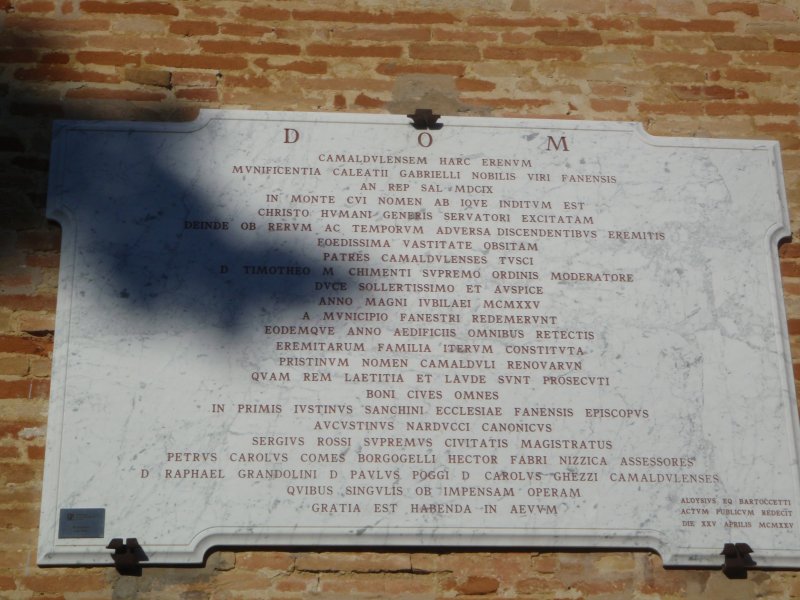 D O M
CAMALDVLENSEM HARC ERENVM
MVNIFICENTIA CALEATII GABRIELLI NOBILIS VIRI FANENSIS
AN REP SAL MDCIX
IN MONTE CVI NOMEN AB IOVE INDITVM EST
CHRISTO HVMANI GENERIS SERVATORI EXCITATAM
DEINDE OB RERVM AC TEMPORVM ADVERSA DISCENDENTIBVS EREMITIS
FOEDISSIMA VASTITATE OBSITAM
PATRES CAMALDVLENSES TVSCI
D TIMOTHEO M CHIMENTI SVPREMO ORDINIS MODERATORE
DVCE SOLLERTISSIMO ET AVSPICE
ANNO MAGNI IVBILAEI MCMXXV
A MVNICIPIO FANESTRI REDEMERVNT
EODEMQVE ANNO AEDIFICIIS OMNIBVS RETECTIS
EREMITARVM FAMILIA ITERVM CONSTITVTA
PRISTINVM NOMEN CAMALDVLI RENOVARVN
QVAM REM LAETITIA ET LAVDE SVNT PROSECVTI
BONI CIVES OMNES
IN PRIMIS IVSTINVS SANCHINI ECCLESIAE FANENSIS EPISCOPVS
AVCVSTINVS NARDVCCI CANONICVS
SERGIVS ROSSI SVPREMVS CIVITATIS MAGISTRATVS
PETRVS CAROLVS COMES BORGOGELLI HECTOR FABRI NIZZICA ASSESSORES
D RAPHAEL GRANDOLINI D PAVLVS POGGI D CAROLVS GHEZZI CAMALDVLENSES
QVIBVS SINGVLIS OB IMPENSAM OPERAM
GRATIA EST HABENDA IN AEVVM
ALOYSIVS EQ BARTOCCETTI
ACTVM PVBLICVM REDECIT
DIE XXV APRILIS MCMXXV